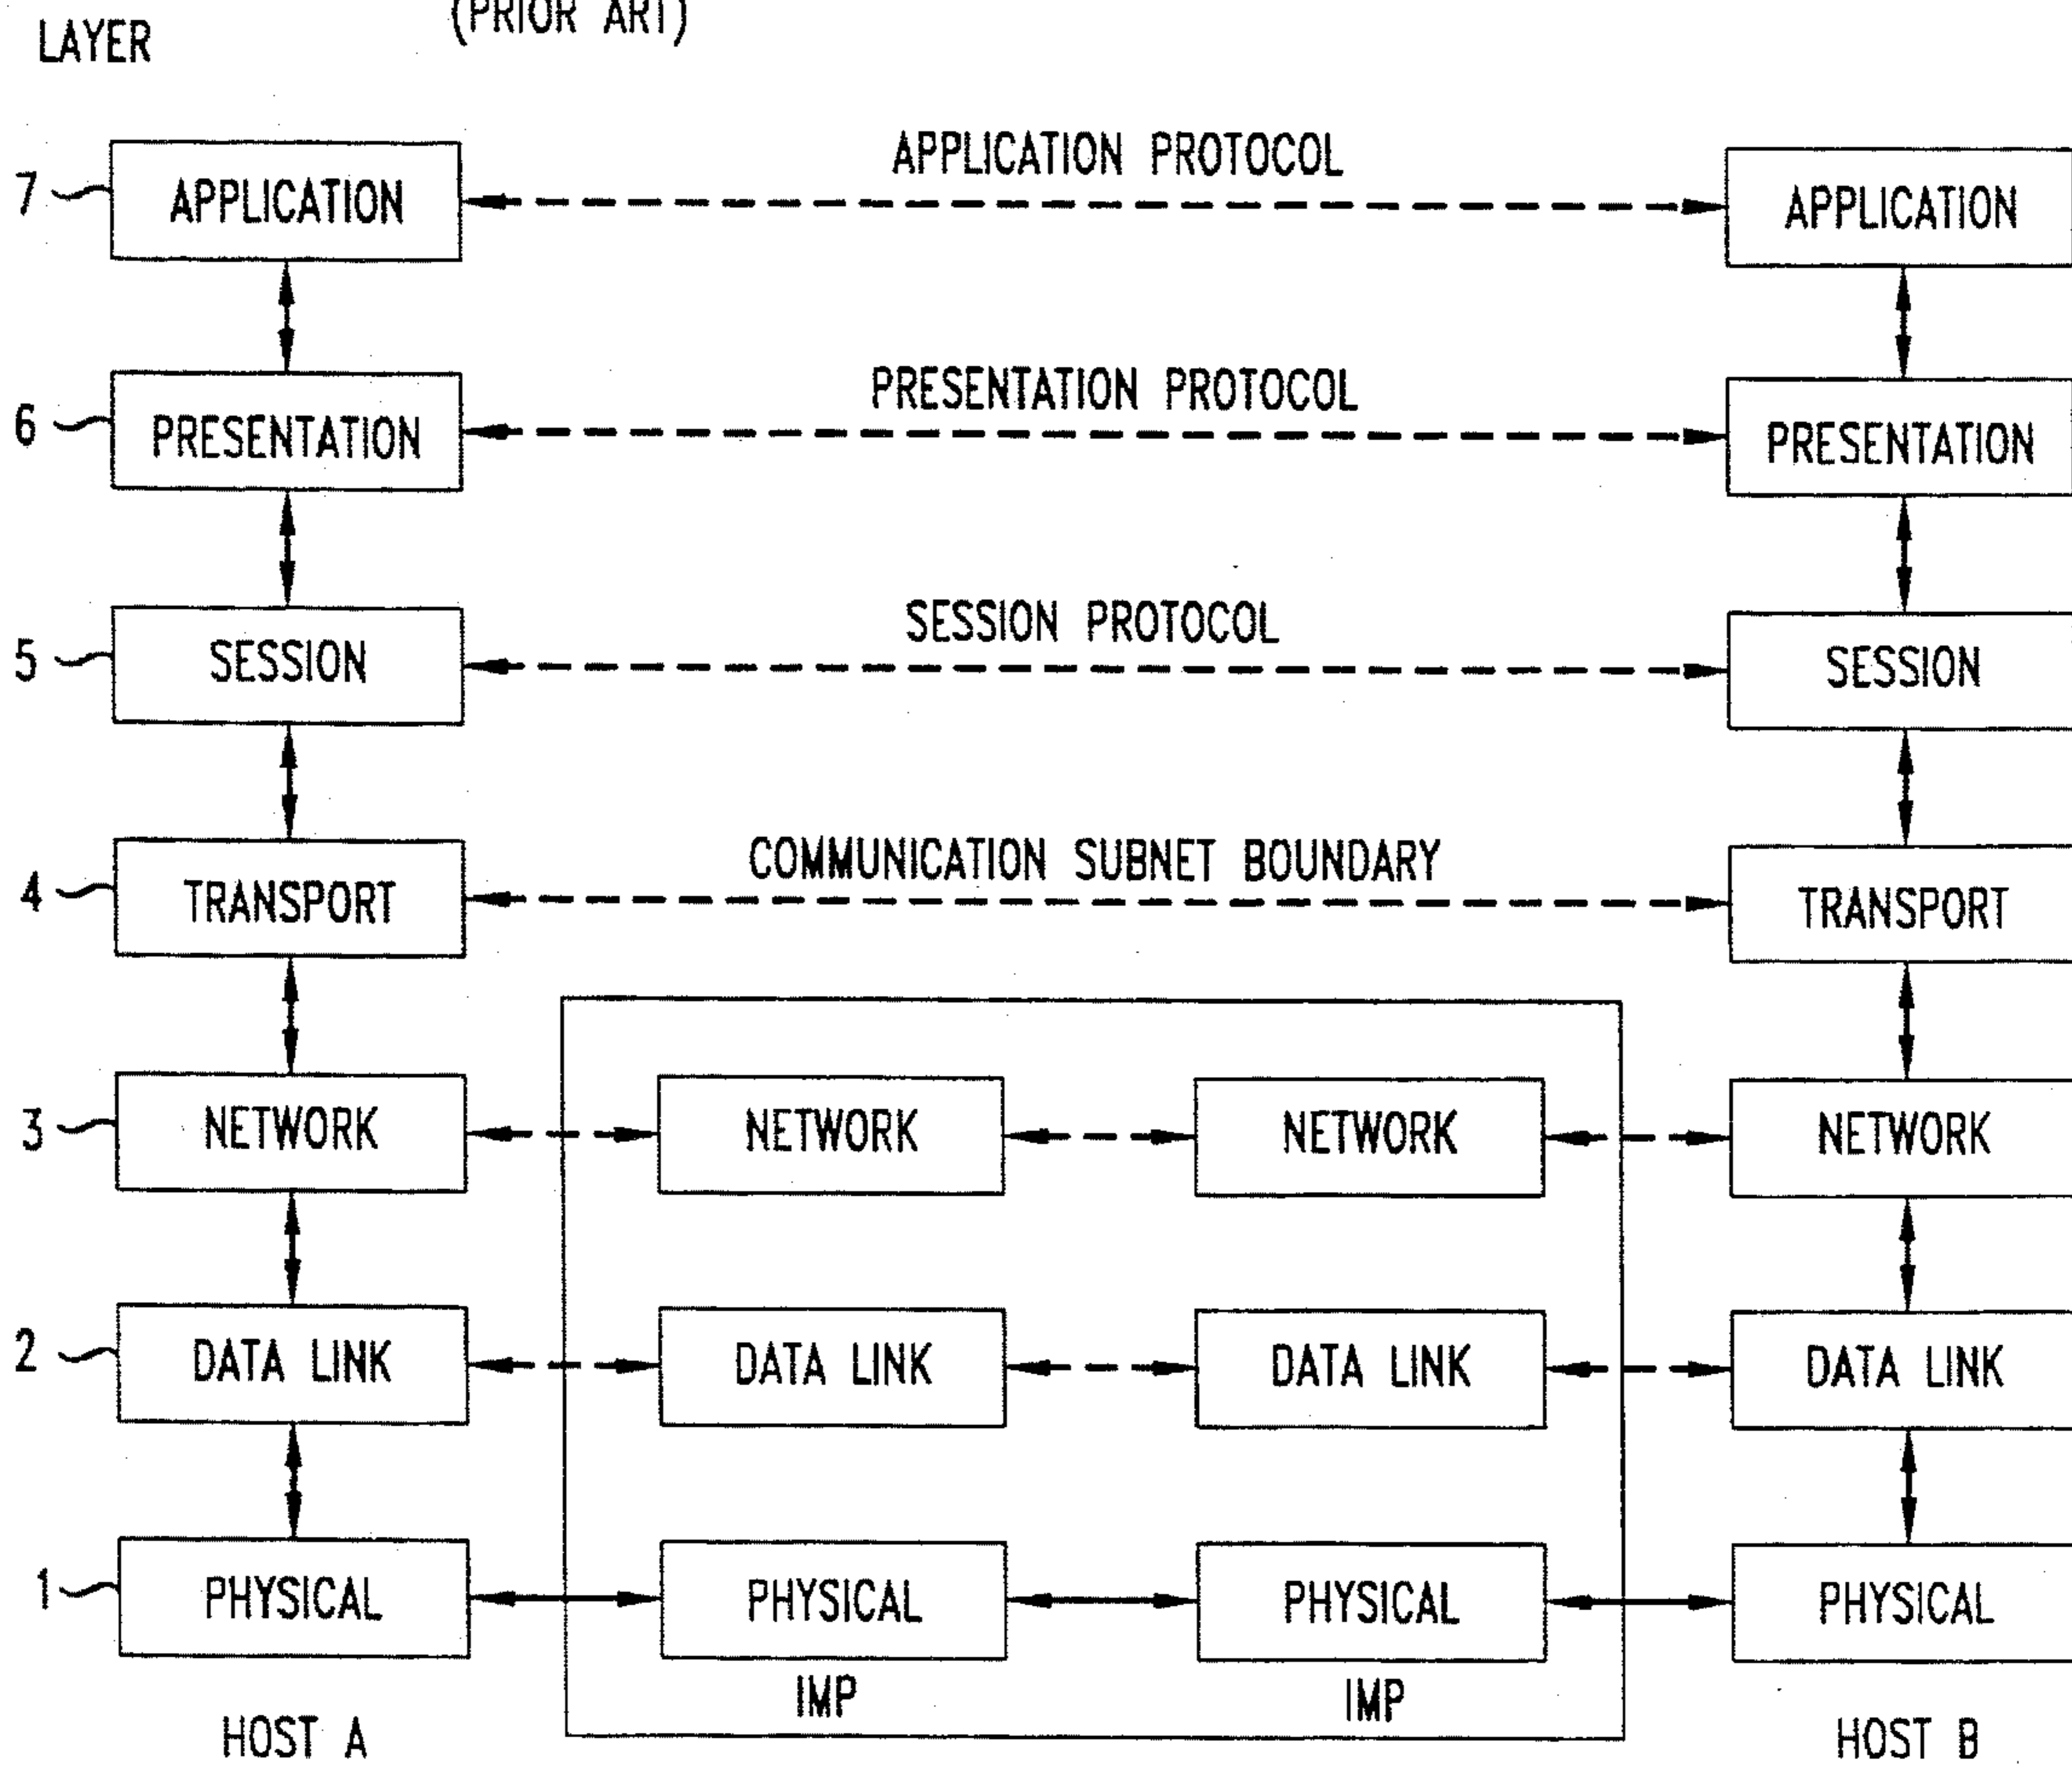 (PRIOR ART)
LAYER
APPLICATION PROTOCOL
7 APPLICATION APPLICATION
PRESENTATION PROTOCOL
6 PRESENTATION PRESENTATION
SESSION PROTOCOL
5 SESSION SESSION
COMMUNICATION SUBNET BOUNDARY
4 TRANSPORT TRANSPORT
3 NETWORK NETWORK NETWORK NETWORK
2 DATA LINK DATA LINK DATA LINK DATA LINK
1 PHYSICAL PHYSICAL PHYSICAL PHYSICAL
IMP IMP
HOST A HOST B